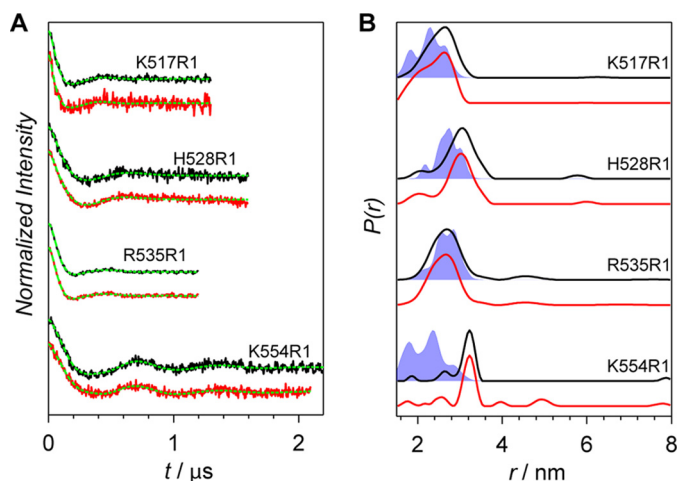 A
K517R1
H528R1
R535R1
K554R1
Normalized Intensity
0 1 2
t / µs
B
K517R1
H528R1
R535R1
K554R1
P(r)
2 4 6 8
r / nm